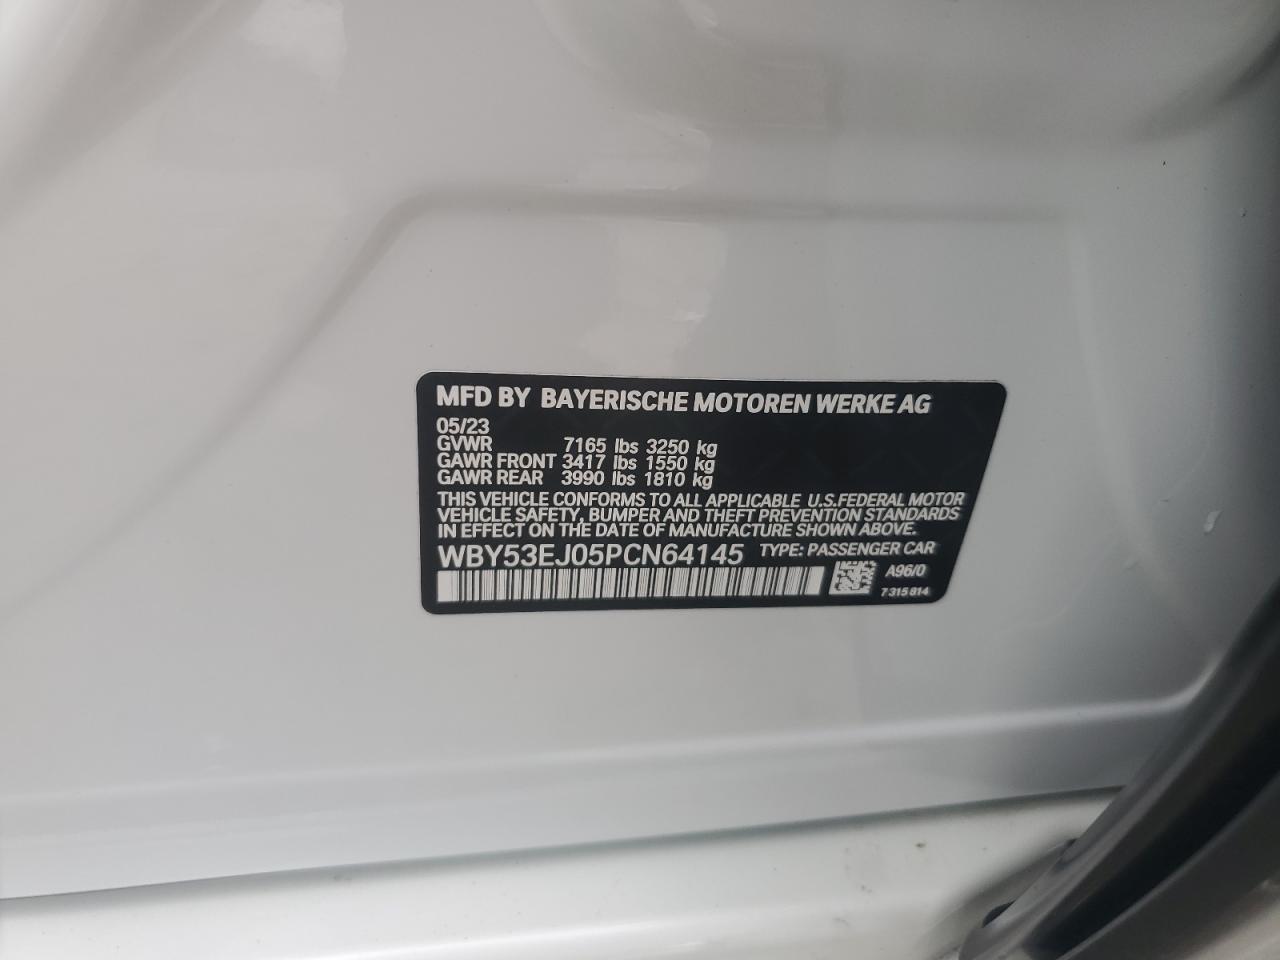 MFD BY BAYERISCHE MOTOREN WERKE AG
05/23
GVWR 7165 lbs 3250 kg
GAWR FRONT 3417 lbs 1550 kg
GAWR REAR 3990 lbs 1810 kg
THIS VEHICLE CONFORMS TO ALL APPLICABLE U.S.FEDERAL MOTOR
VEHICLE SAFETY, BUMPER AND THEFT PREVENTION STANDARDS
IN EFFECT ON THE DATE OF MANUFACTURE SHOWN ABOVE.
WBY53EJ05PCN64145 TYPE: PASSENGER CAR
A96/0
7 315 814